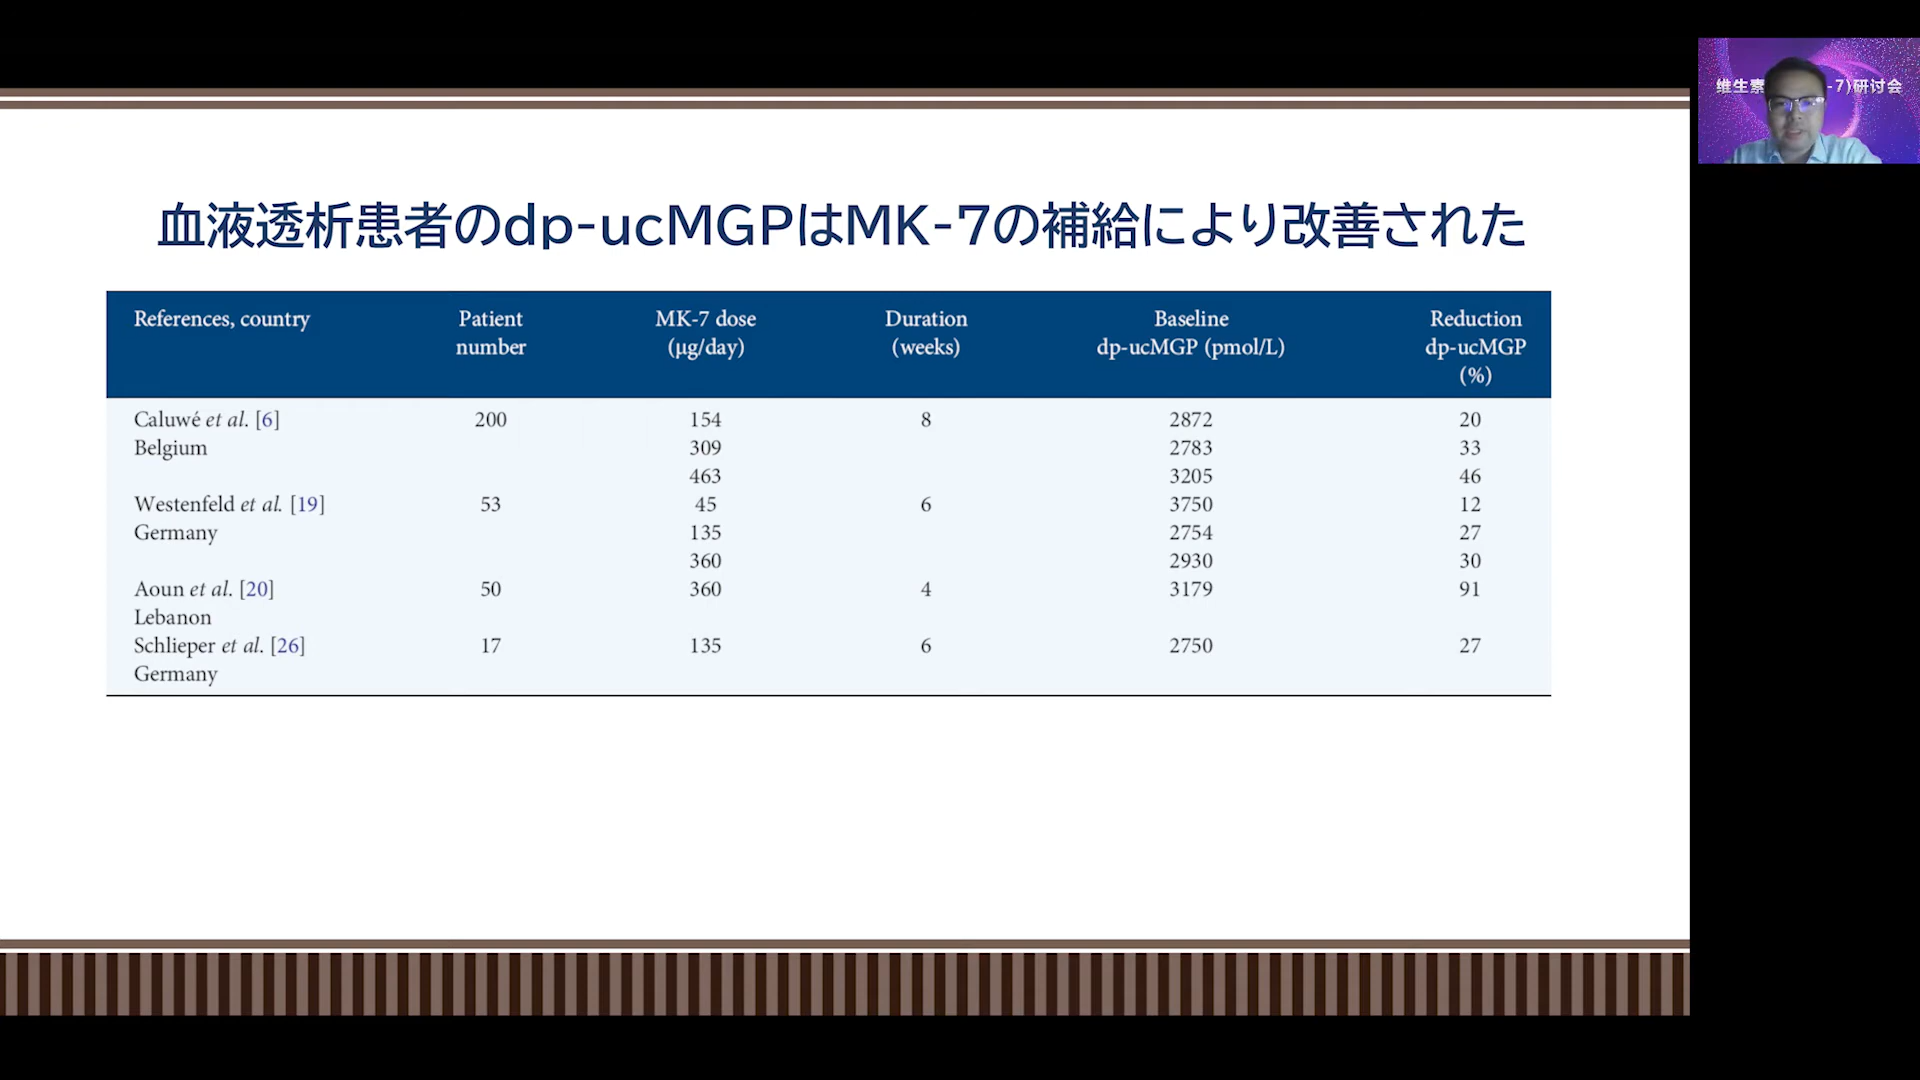 维生素 -7)研讨会
血液透析患者のdp-ucMGPはMK-7の補給により改善された
References, country Patient number MK-7 dose (μg/day) Duration (weeks) Baseline dp-ucMGP (pmol/L) Reduction dp-ucMGP (%)
Caluwé et al. [6] 200 154 8 2872 20
Belgium 309 2783 33
463 3205 46
Westenfeld et al. [19] 53 45 6 3750 12
Germany 135 2754 27
360 2930 30
Aoun et al. [20] 50 360 4 3179 91
Lebanon
Schlieper et al. [26] 17 135 6 2750 27
Germany